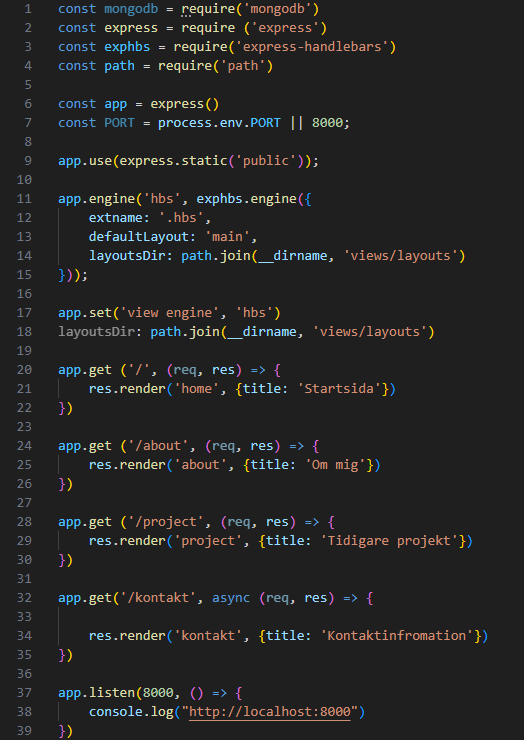 1 const mongodb = require('mongodb')
2 const express = require ('express')
3 const exphbs = require('express-handlebars')
4 const path = require('path')
5
6 const app = express()
7 const PORT = process.env.PORT || 8000;
8
9 app.use(express.static('public'));
10
11 app.engine('hbs', exphbs.engine({
12     extname: '.hbs',
13     defaultLayout: 'main',
14     layoutsDir: path.join(__dirname, 'views/layouts')
15 }));
16
17 app.set('view engine', 'hbs')
18 layoutsDir: path.join(__dirname, 'views/layouts')
19
20 app.get ('/', (req, res) => {
21     res.render('home', {title: 'Startsida'})
22 })
23
24 app.get ('/about', (req, res) => {
25     res.render('about', {title: 'Om mig'})
26 })
27
28 app.get ('/project', (req, res) => {
29     res.render('project', {title: 'Tidigare projekt'})
30 })
31
32 app.get('/kontakt', async (req, res) => {
33
34     res.render('kontakt', {title: 'Kontaktinfromation'})
35 })
36
37 app.listen(8000, () => {
38     console.log("http://localhost:8000")
39 })